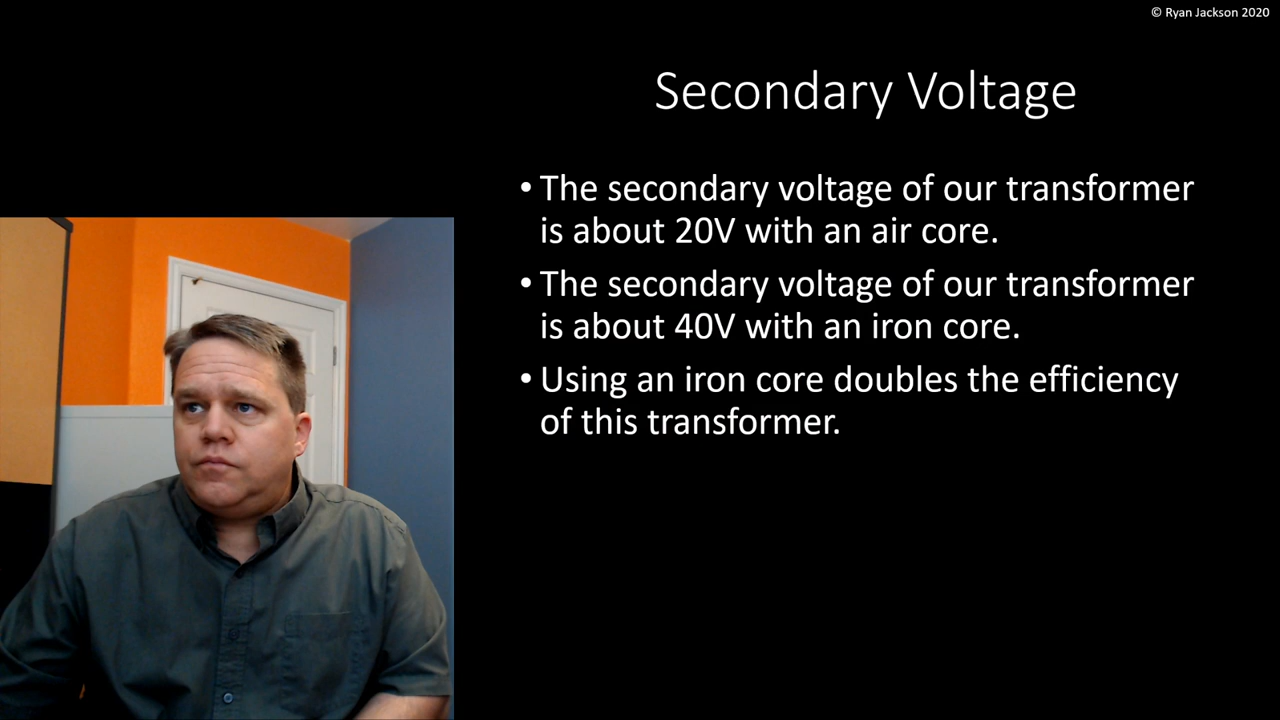 © Ryan Jackson 2020
Secondary Voltage
• The secondary voltage of our transformer
is about 20V with an air core.
• The secondary voltage of our transformer
is about 40V with an iron core.
• Using an iron core doubles the efficiency
of this transformer.